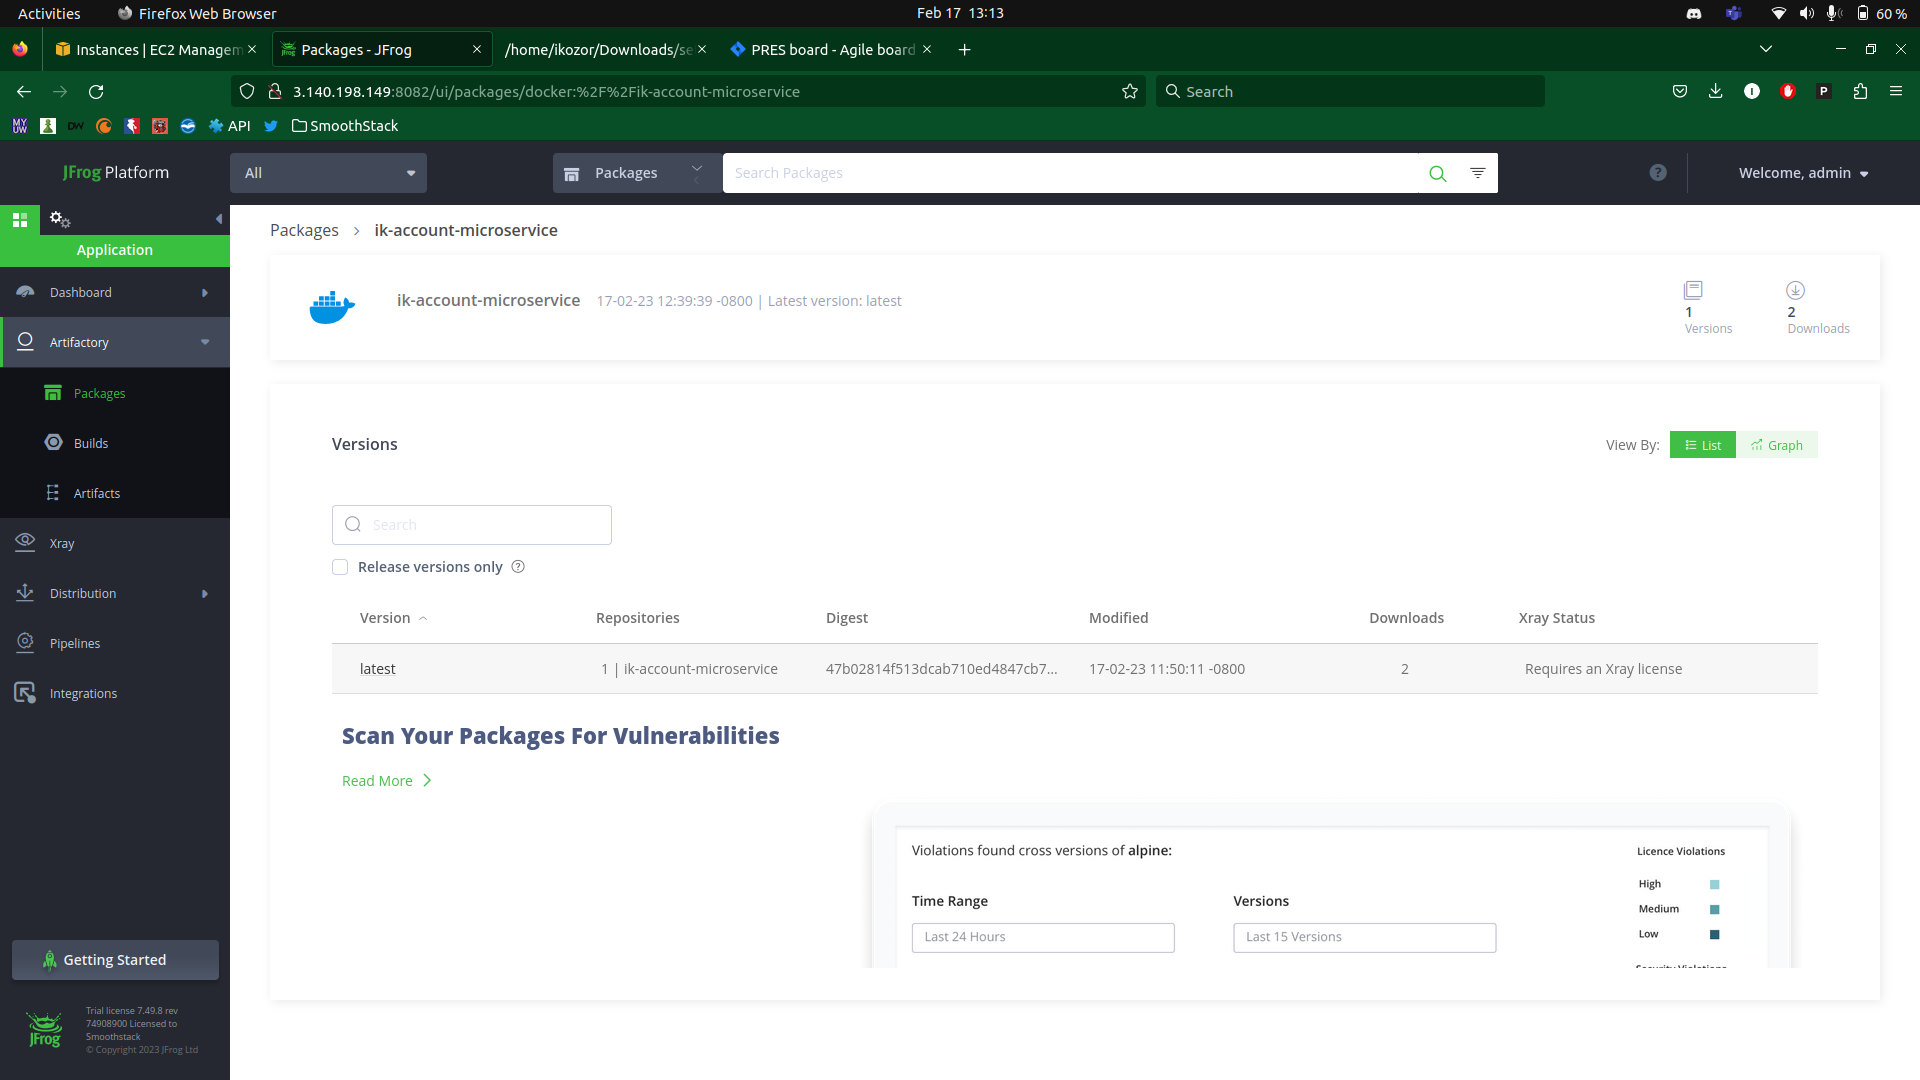 Activities Firefox Web Browser Feb 17 13:13 60 %
Instances | EC2 Managem Packages - JFrog /home/ikozor/Downloads/se PRES board - Agile board
3.140.198.149:8082/ui/packages/docker:%2F%2Fik-account-microservice Search
MY UW DW API SmoothStack
JFrog Platform All Packages Search Packages Welcome, admin
Application
Dashboard
Artifactory
Packages
Builds
Artifacts
Xray
Distribution
Pipelines
Integrations
Getting Started
JFrog
Trial license 7.49.8 rev
74908900 Licensed to
Smoothstack
© Copyright 2023 JFrog Ltd
Packages > ik-account-microservice
ik-account-microservice 17-02-23 12:39:39 -0800 | Latest version: latest
1 Versions
2 Downloads
Versions
View By: List Graph
Search
Release versions only
Version Repositories Digest Modified Downloads Xray Status
latest 1 | ik-account-microservice 47b02814f513dcab710ed4847cb7... 17-02-23 11:50:11 -0800 2 Requires an Xray license
Scan Your Packages For Vulnerabilities
Read More
Violations found cross versions of alpine:
Time Range Versions
Last 24 Hours Last 15 Versions
Licence Violations
High
Medium
Low
Security Violations